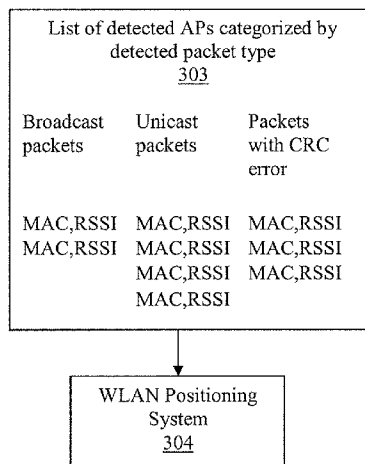 List of detected APs categorized by
detected packet type
303
Broadcast Unicast Packets
packets packets with CRC
error
MAC,RSSI MAC,RSSI MAC,RSSI
MAC,RSSI MAC,RSSI MAC,RSSI
MAC,RSSI MAC,RSSI
MAC,RSSI
WLAN Positioning
System
304